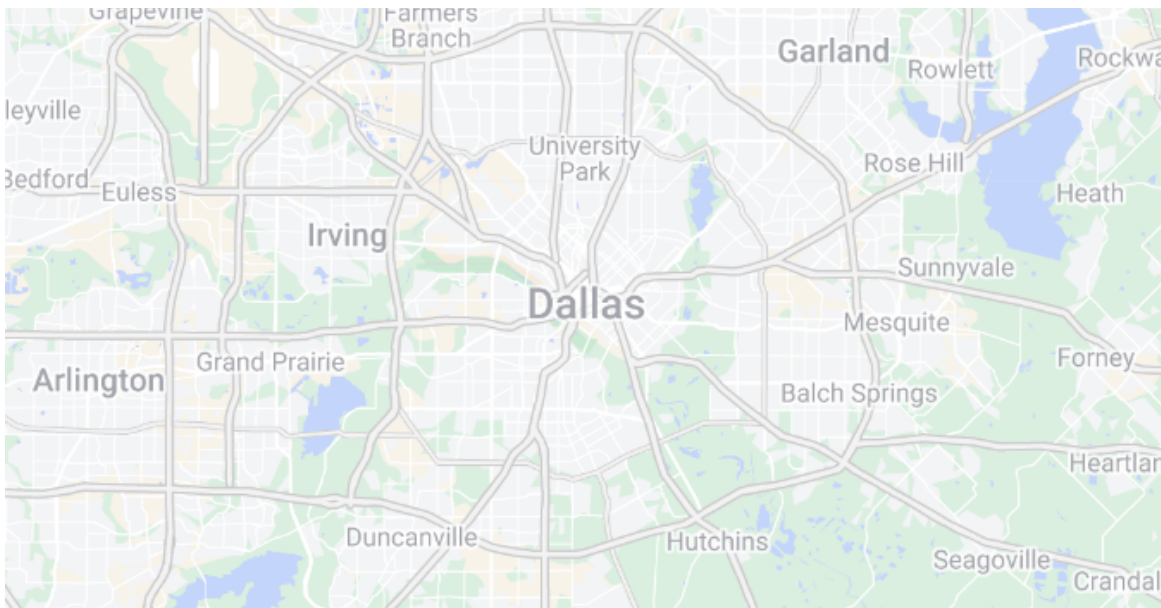 Grapevine
Farmers
Branch
Garland
Rowlett
Rockwa
leyville
University
Park
Rose Hill
Bedford
Euless
Heath
Irving
Sunnyvale
Dallas
Mesquite
Grand Prairie
Forney
Arlington
Balch Springs
Heartlan
Duncanville
Hutchins
Seagoville
Crandal